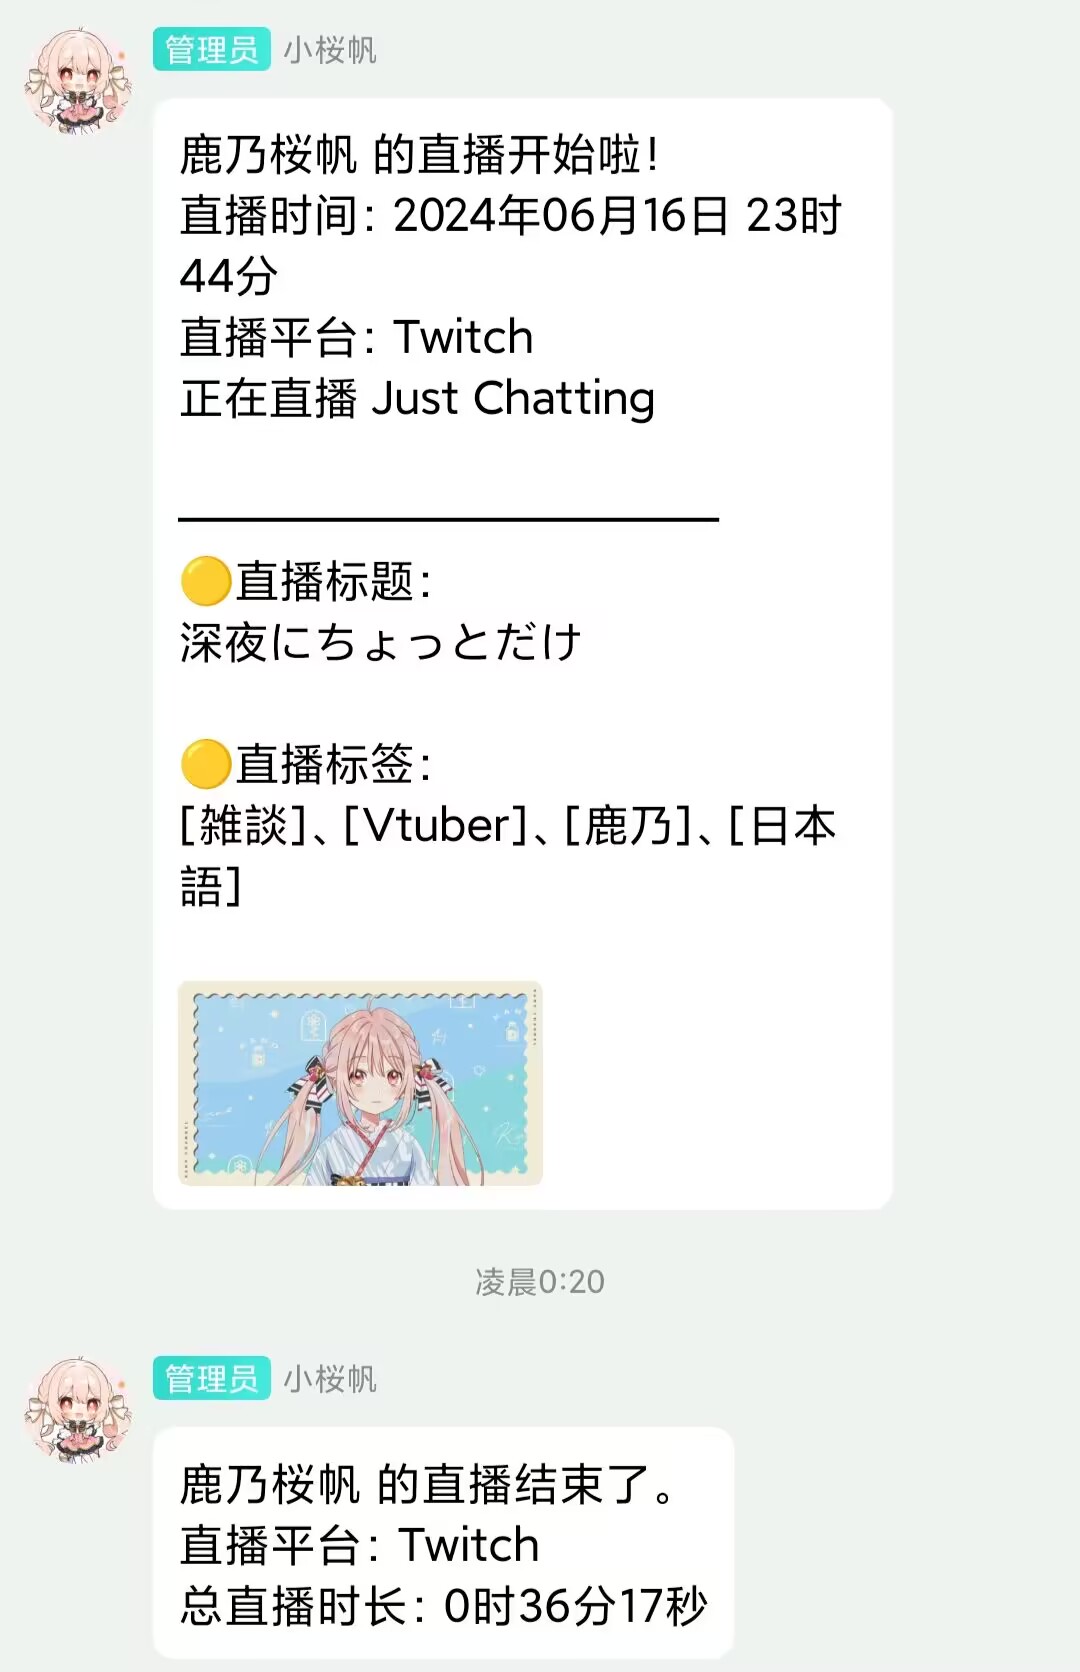 管理员 小桜帆
鹿乃桜帆 的直播开始啦!
直播时间: 2024年06月16日 23时
44分
直播平台: Twitch
正在直播 Just Chatting
🟡直播标题:
深夜にちょっとだけ
🟡直播标签:
[雑談]、[Vtuber]、[鹿乃]、[日本
語]
凌晨0:20
管理员 小桜帆
鹿乃桜帆 的直播结束了。
直播平台: Twitch
总直播时长: 0时36分17秒